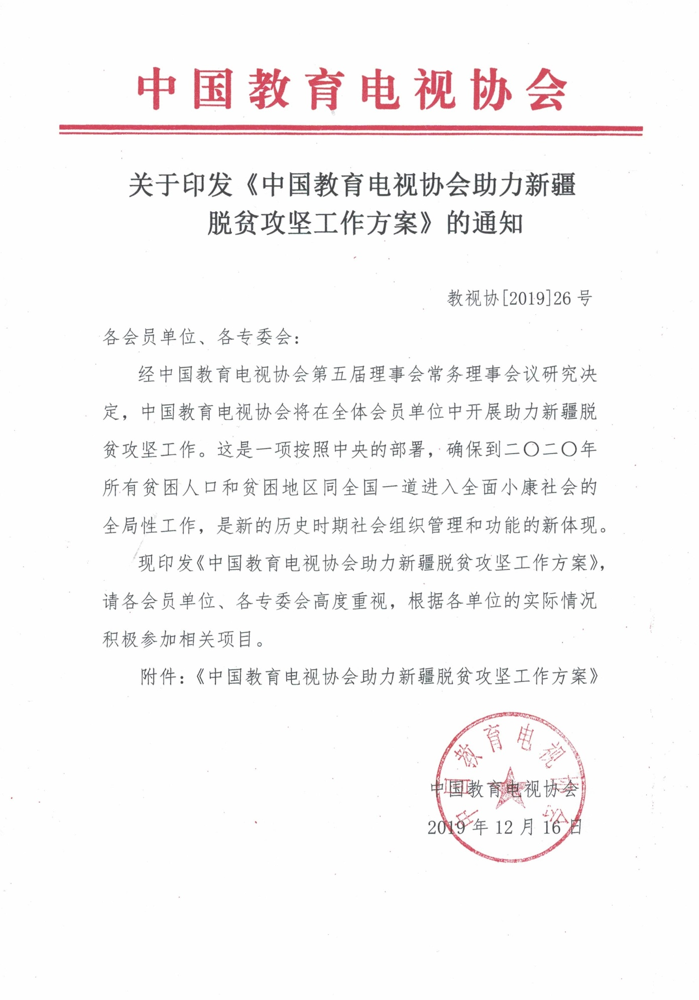 中国教育电视协会
关于印发《中国教育电视协会助力新疆
脱贫攻坚工作方案》的通知
教视协[2019]26 号
各会员单位、各专委会：
经中国教育电视协会第五届理事会常务理事会议研究决
定，中国教育电视协会将在全体会员单位中开展助力新疆脱
贫攻坚工作。这是一项按照中央的部署，确保到二〇二〇年
所有贫困人口和贫困地区同全国一道进入全面小康社会的
全局性工作，是新的历史时期社会组织管理和功能的新体现。
现印发《中国教育电视协会助力新疆脱贫攻坚工作方案》，
请各会员单位、各专委会高度重视，根据各单位的实际情况
积极参加相关项目。
附件：《中国教育电视协会助力新疆脱贫攻坚工作方案》
中国教育电视协会
中国教育电视协会
2019 年 12 月 16 日